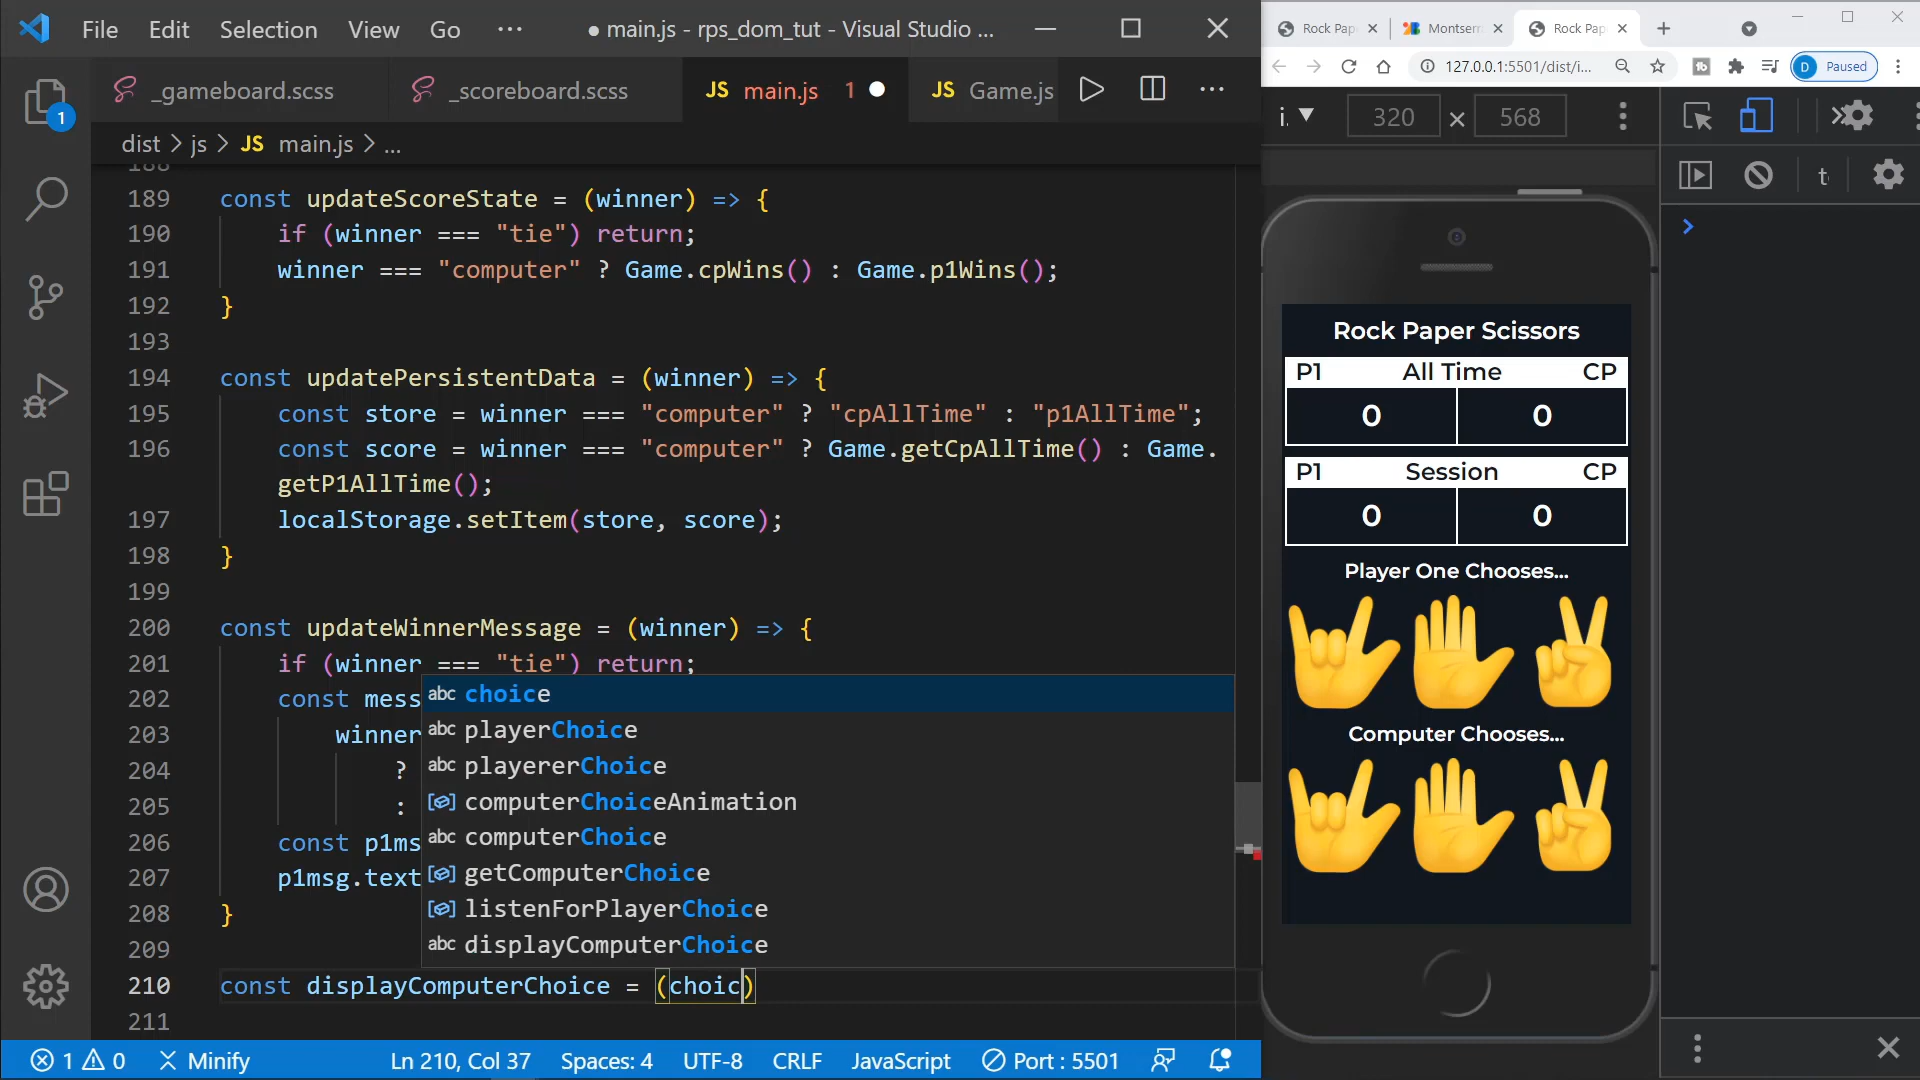 File Edit Selection View Go ··· ● main.js - rps_dom_tut - Visual Studio ...
_gameboard.scss _scoreboard.scss JS main.js 1 ● JS Game.js ···
dist > js > JS main.js > ...
188
189 const updateScoreState = (winner) => {
190 if (winner === "tie") return;
191 winner === "computer" ? Game.cpWins() : Game.p1Wins();
192 }
193
194 const updatePersistentData = (winner) => {
195 const store = winner === "computer" ? "cpAllTime" : "p1AllTime";
196 const score = winner === "computer" ? Game.getCpAllTime() : Game.
getP1AllTime();
197 localStorage.setItem(store, score);
198 }
199
200 const updateWinnerMessage = (winner) => {
201 if (winner === "tie") return;
202 const mess
203 winner
204 ?
205 :
206 const p1ms
207 p1msg.text
208 }
209
210 const displayComputerChoice = (choic)
211
abc choice
abc playerChoice
abc playererChoice
computerChoiceAnimation
abc computerChoice
getComputerChoice
listenForPlayerChoice
abc displayComputerChoice
1
1 0 Minify Ln 210, Col 37 Spaces: 4 UTF-8 CRLF JavaScript Port : 5501
Rock Pap Montserr Rock Pap
127.0.0.1:5501/dist/i... D Paused
i. 320 × 568
t
Rock Paper Scissors
P1 All Time CP
0 0
P1 Session CP
0 0
Player One Chooses...
Computer Chooses...